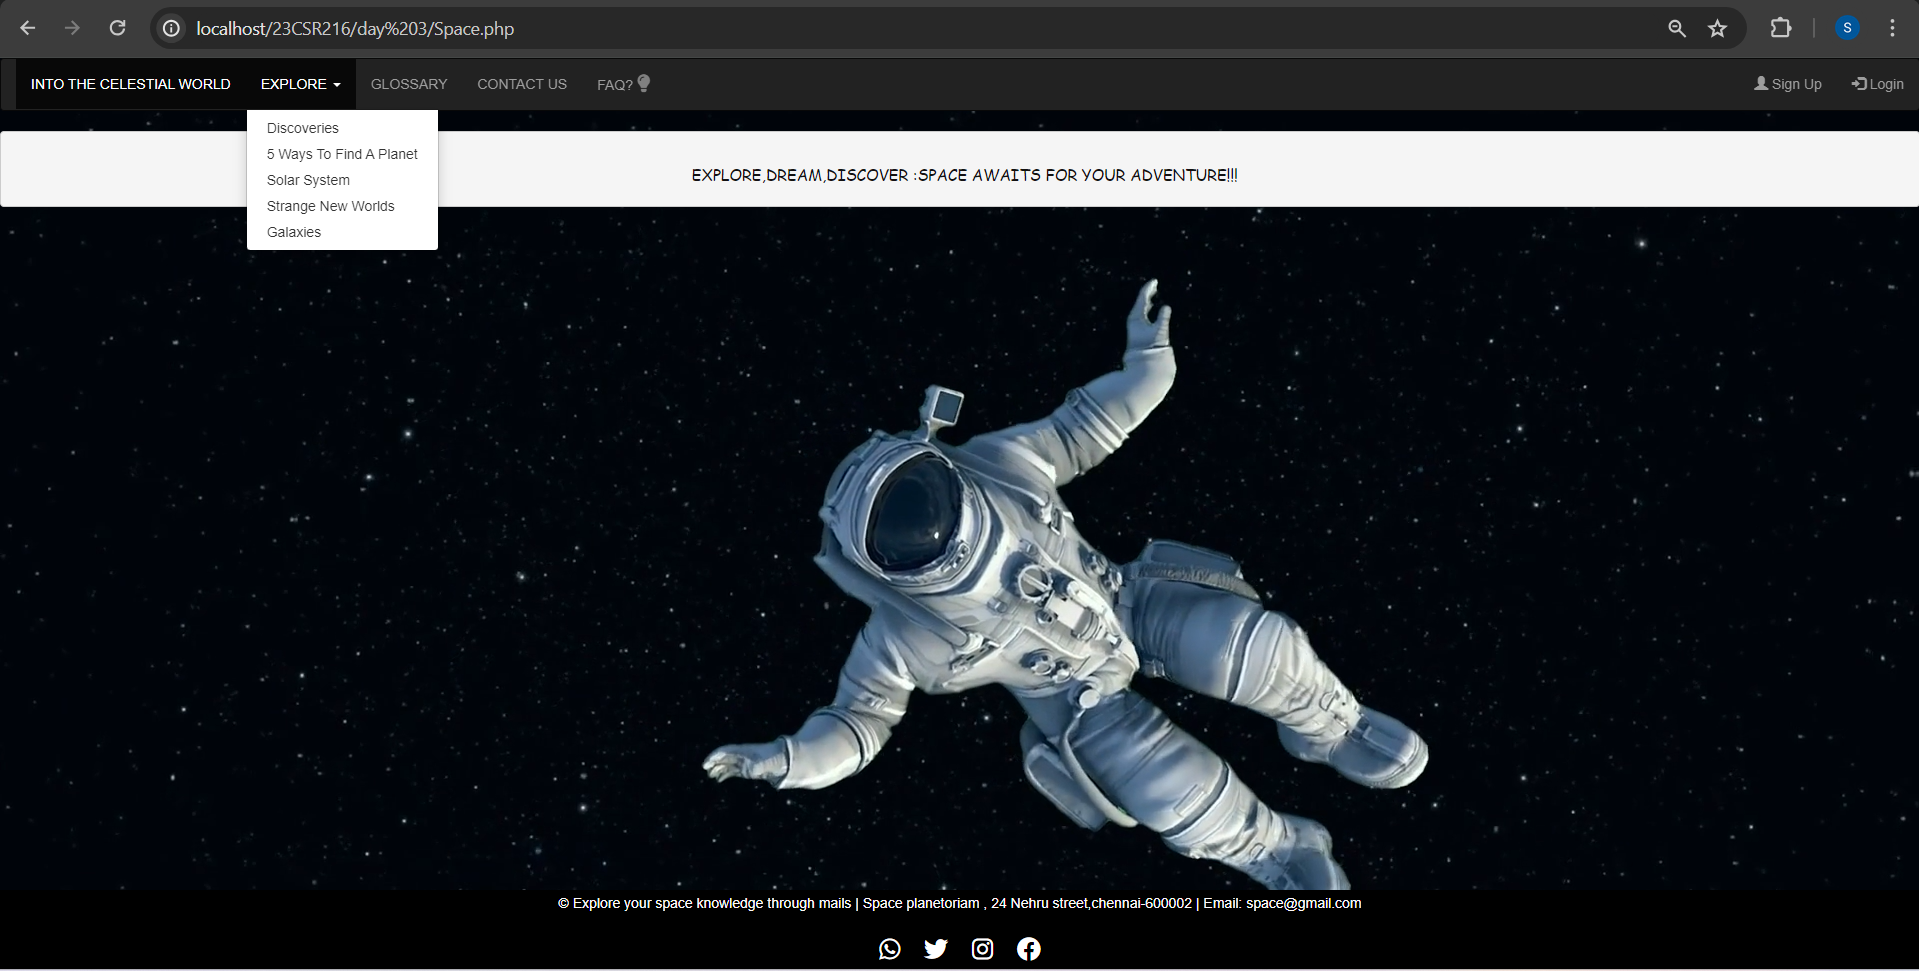 localhost/23CSR216/day%203/Space.php
S
INTO THE CELESTIAL WORLD EXPLORE GLOSSARY CONTACT US FAQ? Sign Up Login
Discoveries
5 Ways To Find A Planet
Solar System
Strange New Worlds
Galaxies
EXPLORE,DREAM,DISCOVER :SPACE AWAITS FOR YOUR ADVENTURE!!!
© Explore your space knowledge through mails | Space planetoriam , 24 Nehru street,chennai-600002 | Email: space@gmail.com